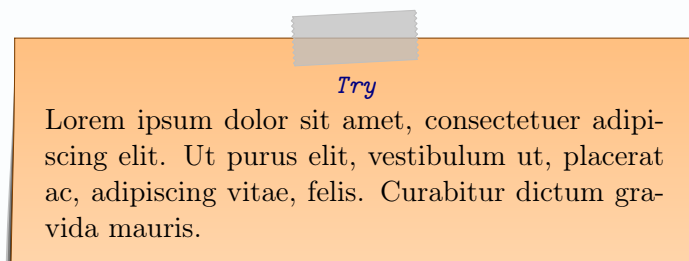 Try
Lorem ipsum dolor sit amet, consectetuer adipi-
scing elit. Ut purus elit, vestibulum ut, placerat
ac, adipiscing vitae, felis. Curabitur dictum gra-
vida mauris.